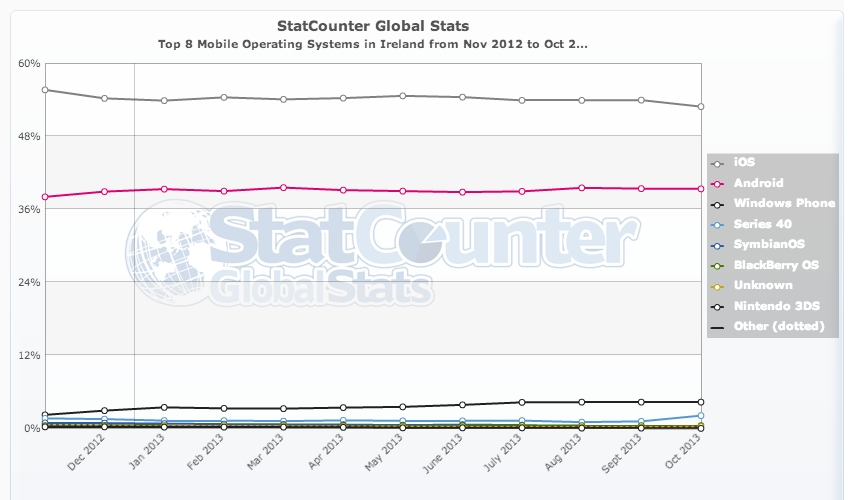 StatCounter Global Stats
Top 8 Mobile Operating Systems in Ireland from Nov 2012 to Oct 2...
60%
48%
36%
24%
12%
0%
StatCounter
GlobalStats
iOS
Android
Windows Phone
Series 40
SymbianOS
BlackBerry OS
Unknown
Nintendo 3DS
Other (dotted)
Dec 2012
Jan 2013
Feb 2013
Mar 2013
Apr 2013
May 2013
June 2013
July 2013
Aug 2013
Sept 2013
Oct 2013